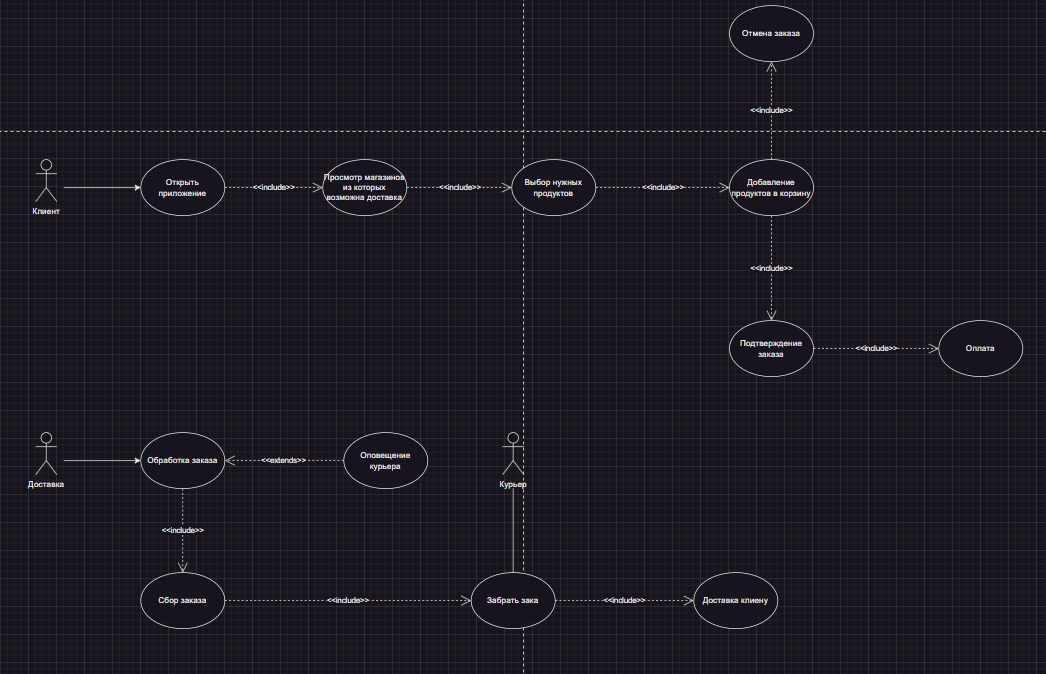 Отмена заказа
<<include>>
Клиент
Открыть
приложение
<<include>>
Просмотр магазинов
из которых
возможна доставка
<<include>>
Выбор нужных
продуктов
<<include>>
Добавление
продуктов в корзину
<<include>>
Подтверждение
заказа
<<include>>
Оплата
Доставка
Обработка заказа
<<extends>>
Оповещение
курьера
Курьер
<<include>>
Сбор заказа
<<include>>
Забрать зака
<<include>>
Доставка клиену